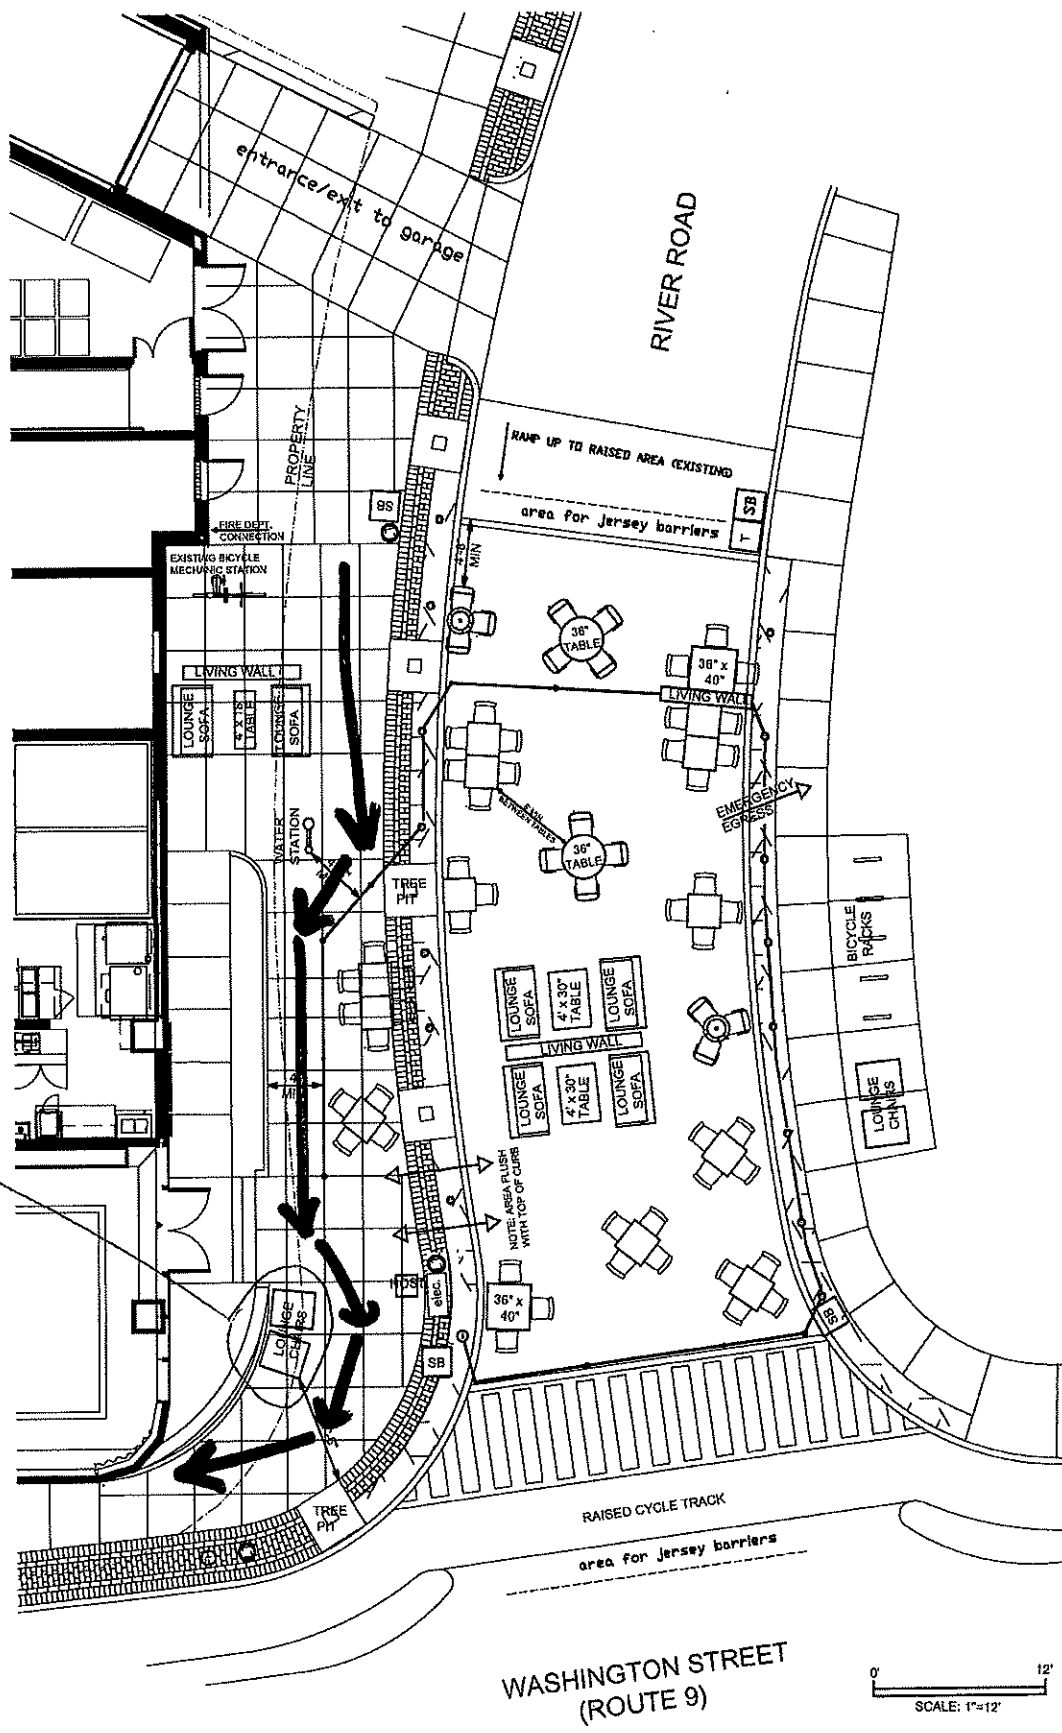 entrance/exit to garage
RIVER ROAD
PROPERTY
LINE
RAMP UP TO RAISED AREA (EXISTING)
area for jersey barriers
SB
T
SB
FIRE DEPT.
CONNECTION
EXISTING BICYCLE
MECHANIC STATION
MIN
36"
TABLE
36" x
40"
LIVING WALL
LIVING WALL
LOUNGE
SOFA
TABLE
LOUNGE
SOFA
EMERGENCY
EGRESS
WATER
STATION
BETWEEN TABLES
36"
TABLE
TREE
PIT
BICYCLE
RACKS
LOUNGE
SOFA
4' x 30"
TABLE
LOUNGE
SOFA
LIVING WALL
LOUNGE
SOFA
4' x 30"
TABLE
LOUNGE
SOFA
LOUNGE
CHAIRS
NOTE: AREA FLUSH
WITH TOP OF CURB
HOST
elec.
36" x
40"
LOUNGE
CHAIRS
SB
SB
TREE
PIT
RAISED CYCLE TRACK
area for jersey barriers
WASHINGTON STREET
(ROUTE 9)
0' 12'
SCALE: 1"=12'